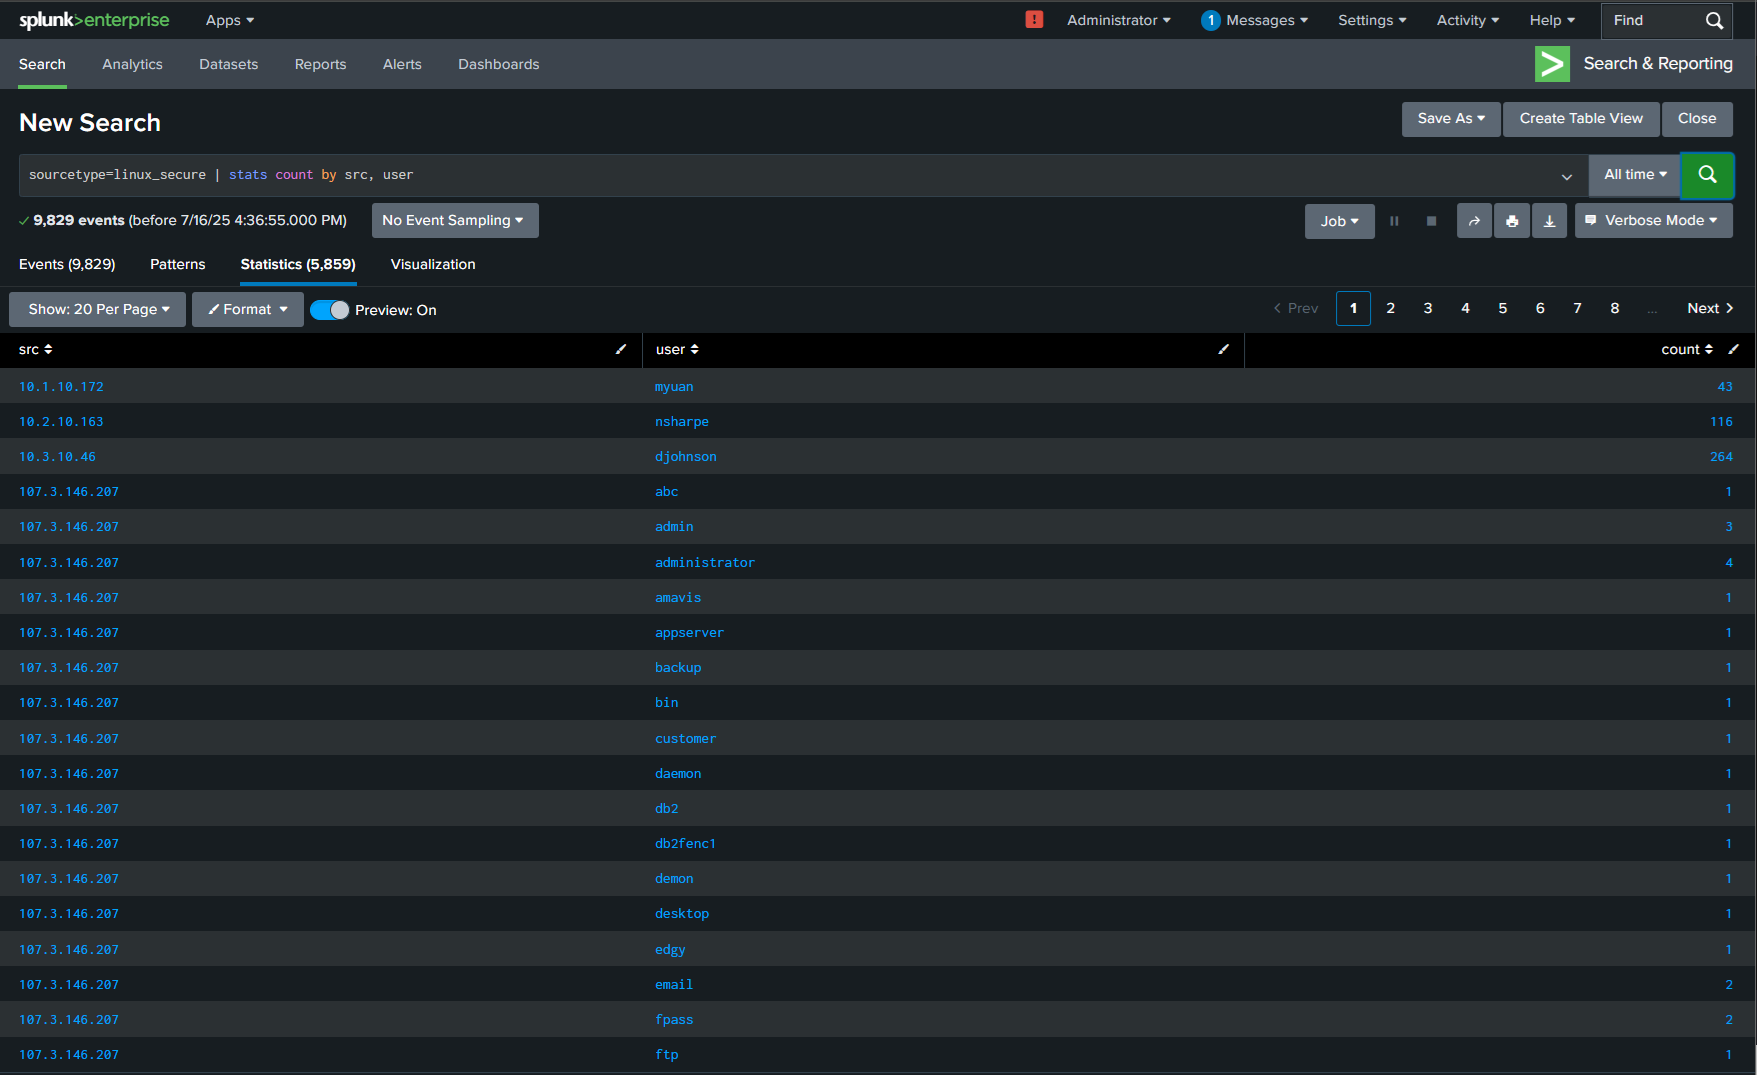 splunk>enterprise Apps ! Administrator 1 Messages Settings Activity Help Find
Search Analytics Datasets Reports Alerts Dashboards > Search & Reporting
New Search Save As Create Table View Close
sourcetype=linux_secure | stats count by src, user All time
9,829 events (before 7/16/25 4:36:55.000 PM) No Event Sampling Job Verbose Mode
Events (9,829) Patterns Statistics (5,859) Visualization
Show: 20 Per Page Format Preview: On < Prev 1 2 3 4 5 6 7 8 ... Next >
src user count
10.1.10.172 myuan 43
10.2.10.163 nsharpe 116
10.3.10.46 djohnson 264
107.3.146.207 abc 1
107.3.146.207 admin 3
107.3.146.207 administrator 4
107.3.146.207 amavis 1
107.3.146.207 appserver 1
107.3.146.207 backup 1
107.3.146.207 bin 1
107.3.146.207 customer 1
107.3.146.207 daemon 1
107.3.146.207 db2 1
107.3.146.207 db2fenc1 1
107.3.146.207 demon 1
107.3.146.207 desktop 1
107.3.146.207 edgy 1
107.3.146.207 email 2
107.3.146.207 fpass 2
107.3.146.207 ftp 1